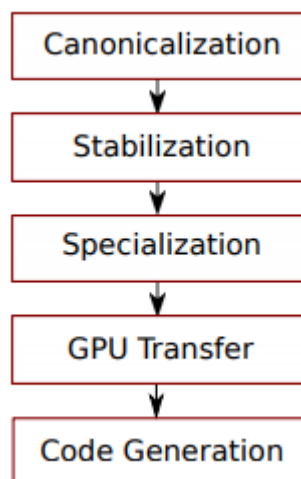 Canonicalization
Stabilization
Specialization
GPU Transfer
Code Generation